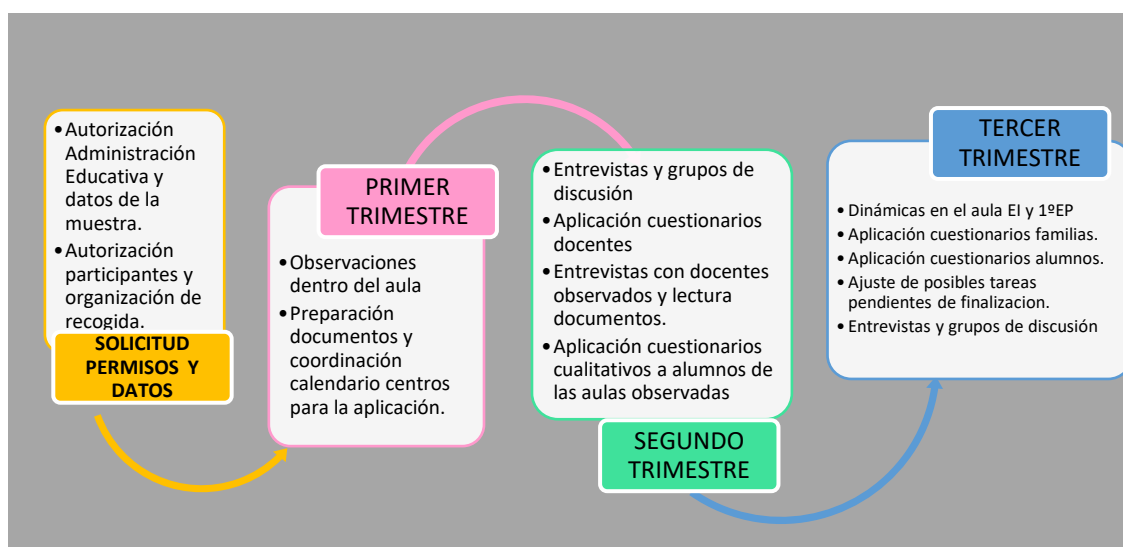 •Autorización
Administración
Educativa y
datos de la
muestra.
•Autorización
participantes y
organización de
recogida.
SOLICITUD
PERMISOS Y
DATOS
PRIMER
TRIMESTRE
•Observaciones
dentro del aula
•Preparación
documentos y
coordinación
calendario centros
para la aplicación.
•Entrevistas y grupos de
discusión
•Aplicación cuestionarios
docentes
•Entrevistas con docentes
observados y lectura
documentos.
•Aplicación cuestionarios
cualitativos a alumnos de
las aulas observadas
SEGUNDO
TRIMESTRE
TERCER
TRIMESTRE
•Dinámicas en el aula EI y 1ºEP
•Aplicación cuestionarios familias.
•Aplicación cuestionarios alumnos.
•Ajuste de posibles tareas
pendientes de finalizacion.
•Entrevistas y grupos de discusión